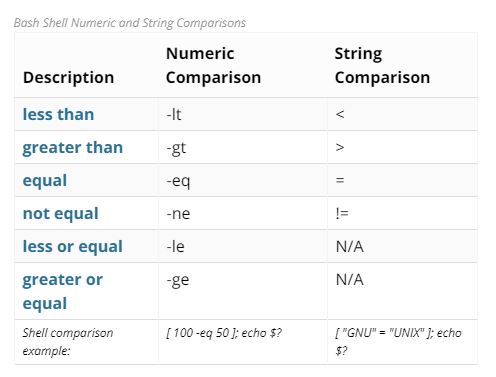 Bash Shell Numeric and String Comparisons
Description Numeric Comparison String Comparison
less than -lt <
greater than -gt >
equal -eq =
not equal -ne !=
less or equal -le N/A
greater or equal -ge N/A
Shell comparison example: [ 100 -eq 50 ]; echo $? [ "GNU" = "UNIX" ]; echo $?